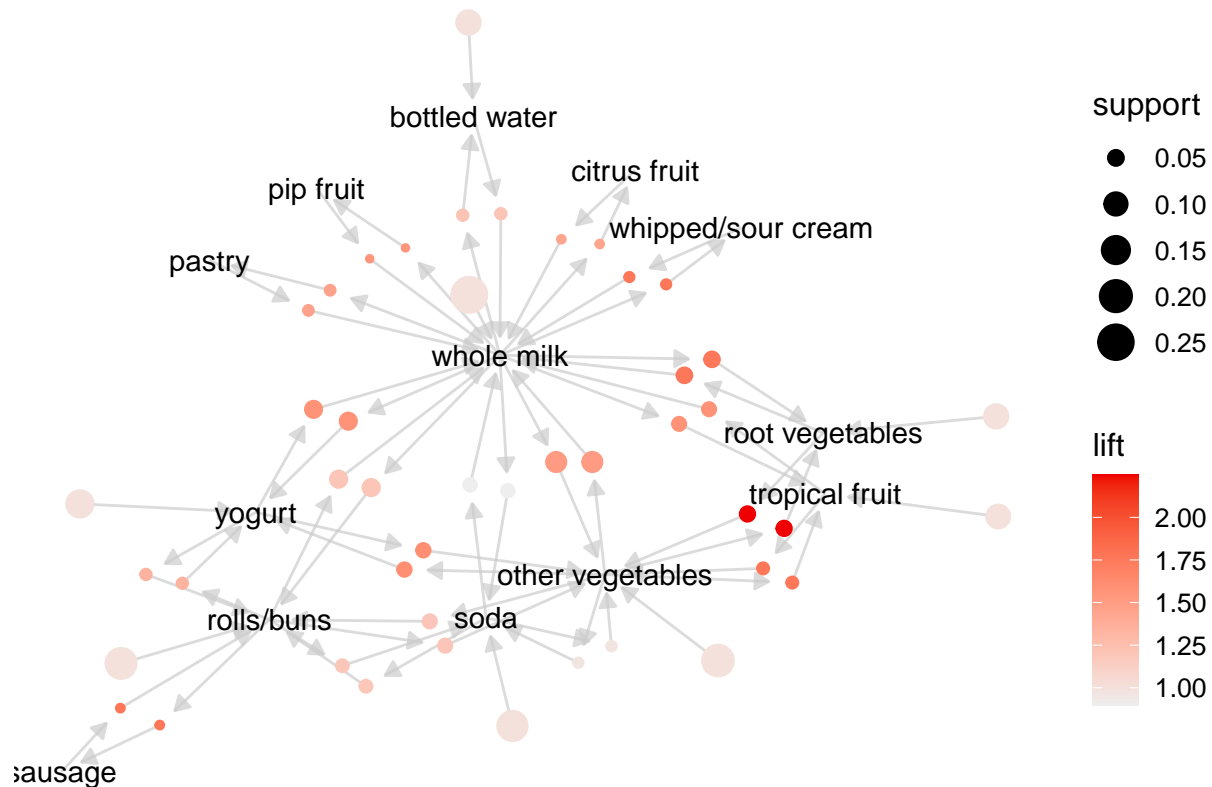 bottled water
citrus fruit
pip fruit
whipped/sour cream
pastry
whole milk
root vegetables
tropical fruit
yogurt
other vegetables
rolls/buns
soda
sausage
support
0.05
0.10
0.15
0.20
0.25
lift
2.00
1.75
1.50
1.25
1.00